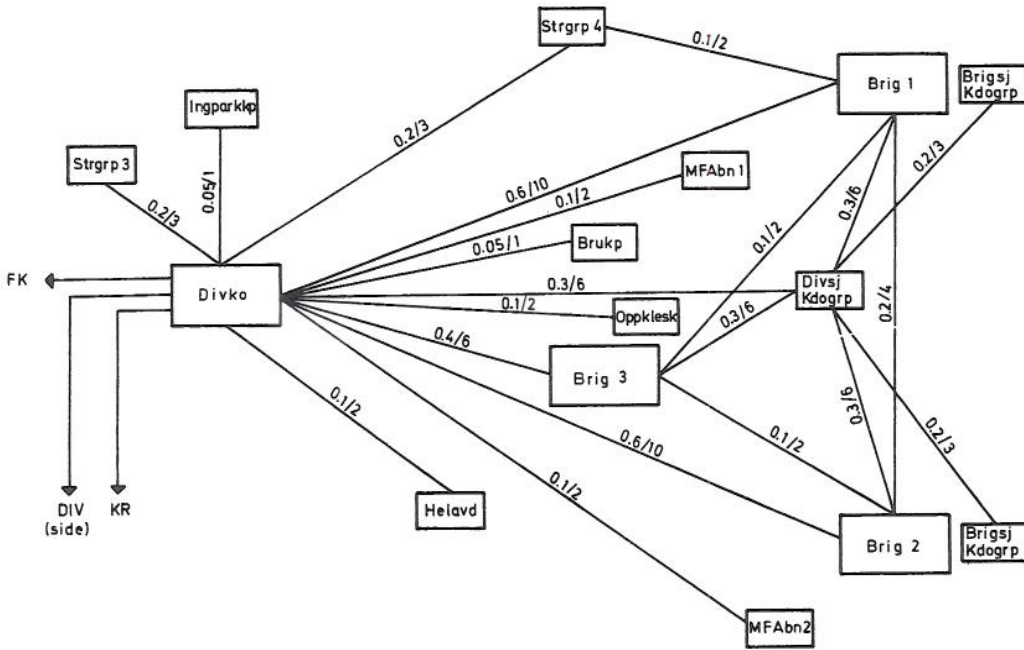 Strgrp 4
0.1/2
Brig 1
Brigsj
Kdogrp
Ingparkkp
Strgrp 3
0.2/3
0.05/1
0.2/3
0.6/10
0.1/2
MFAbn 1
0.05/1
Brukp
0.1/2
0.3/6
0.2/3
FK
Divko
0.3/6
0.1/2
Oppklesk
0.3/6
Divsj
Kdogrp
0.2/4
0.4/6
Brig 3
0.1/2
0.6/10
0.1/2
0.3/6
0.2/3
0.1/2
DIV
(side)
KR
Helavd
Brig 2
Brigsj
Kdogrp
MFAbn2